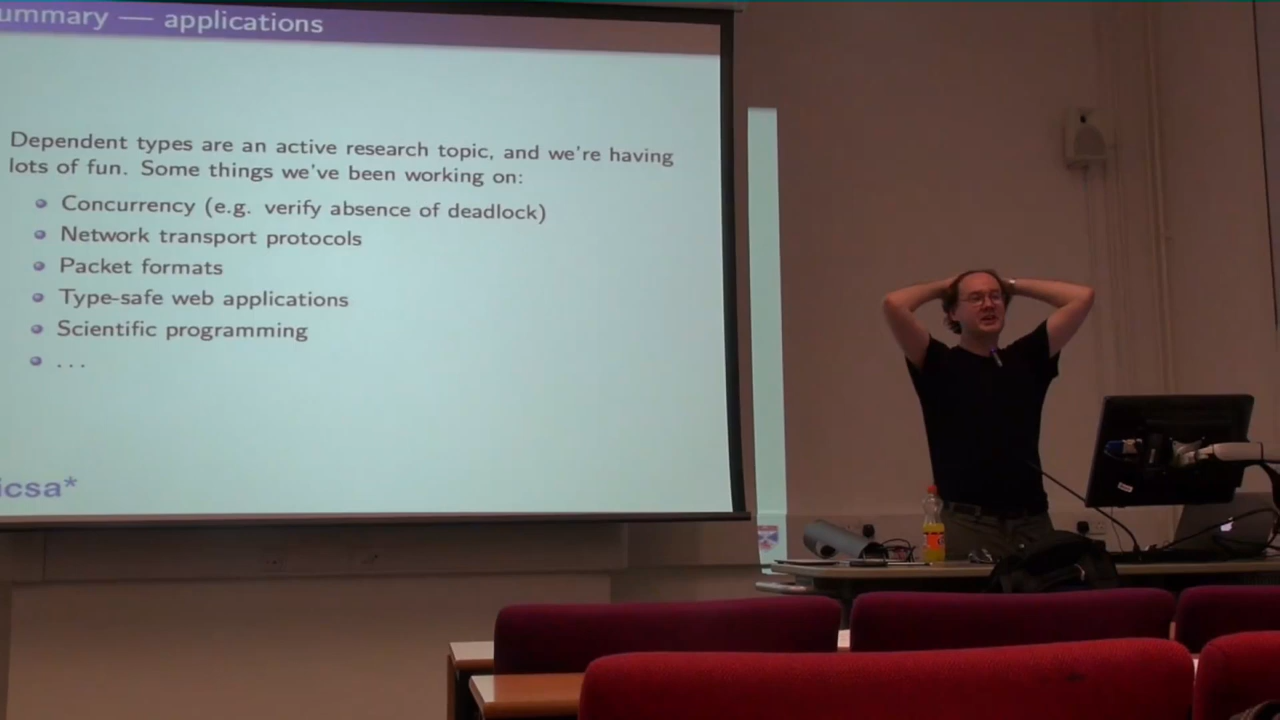 ummary — applications
Dependent types are an active research topic, and we're having
lots of fun. Some things we've been working on:
Concurrency (e.g. verify absence of deadlock)
Network transport protocols
Packet formats
Type-safe web applications
Scientific programming
...
icsa*